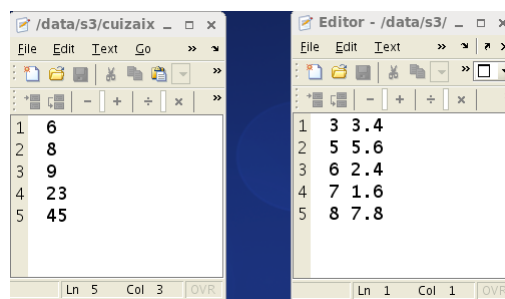 /data/s3/cuizaix
File Edit Text Go »
»
- + ÷ × »
1 6
2 8
3 9
4 23
5 45
Ln 5 Col 3 OVR
Editor - /data/s3/
File Edit Text »
»
- + ÷ ×
1 3 3.4
2 5 5.6
3 6 2.4
4 7 1.6
5 8 7.8
Ln 1 Col 1 OVR